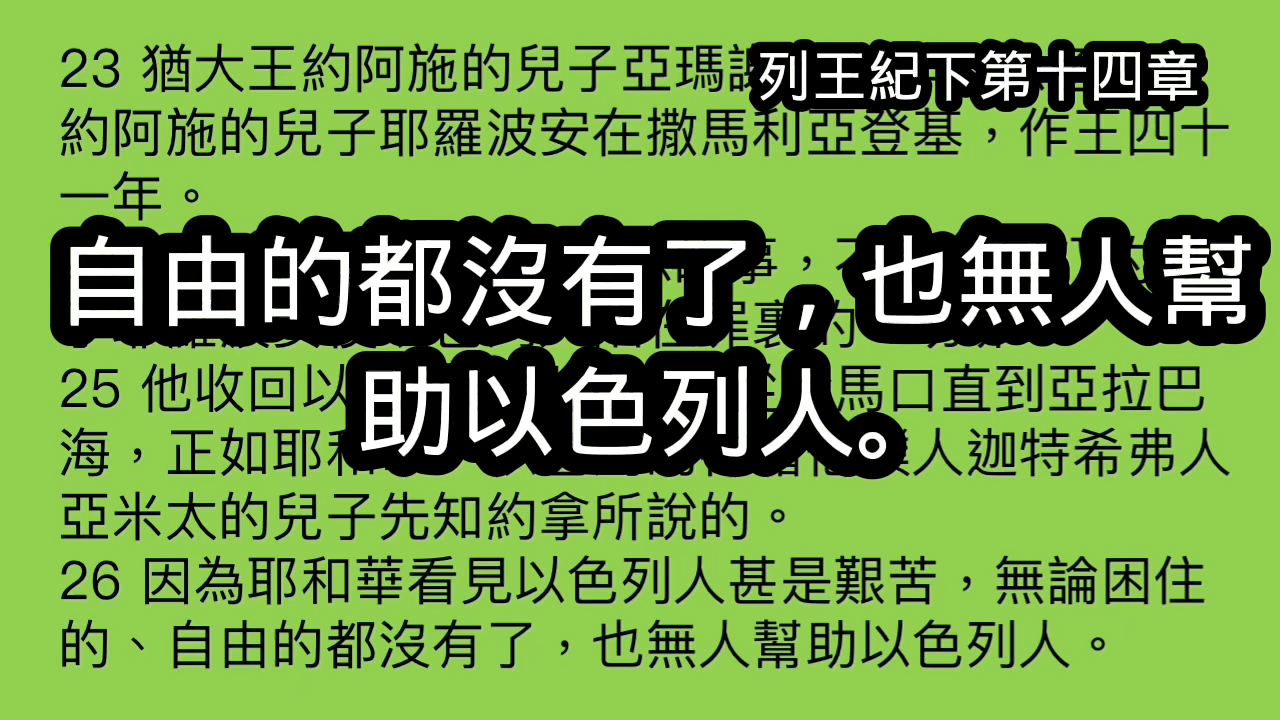 列王紀下第十四章
23 猶大王約阿施的兒子亞瑪
約阿施的兒子耶羅波安在撒馬利亞登基，作王四十
一年。
自由的都沒有了，也無人幫
助以色列人。
25 他收回以 馬口直到亞拉巴
海，正如耶和 人迦特希弗人
亞米太的兒子先知約拿所說的。
26 因為耶和華看見以色列人甚是艱苦，無論困住
的、自由的都沒有了，也無人幫助以色列人。